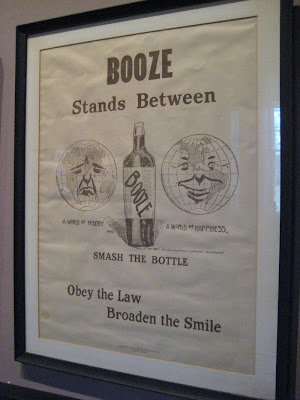 BOOZE
Stands Between
BOOZE
A WORLD OF MISERY
A WORLD OF HAPPINESS.
SMASH THE BOTTLE
Obey the Law
Broaden the Smile